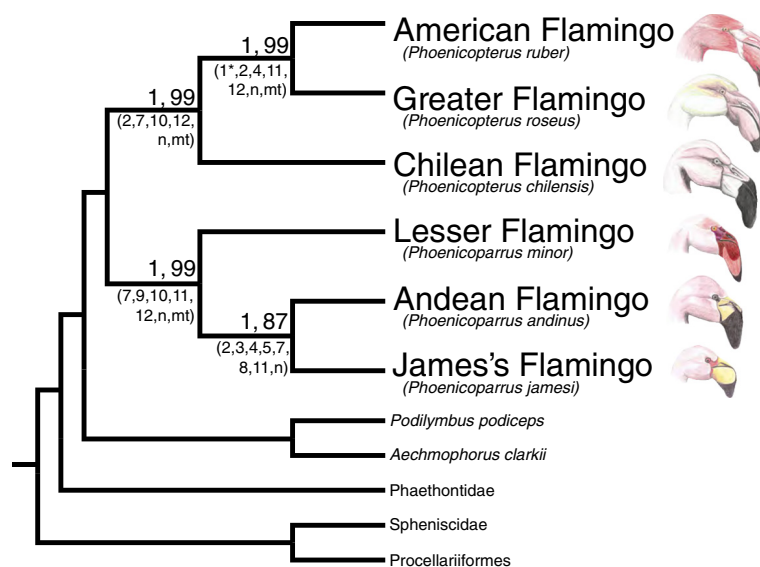 American Flamingo
(Phoenicopterus ruber)
1, 99
(1*,2,4,11,
12,n,mt)
Greater Flamingo
(Phoenicopterus roseus)
1, 99
(2,7,10,12,
n,mt)
Chilean Flamingo
(Phoenicopterus chilensis)
Lesser Flamingo
(Phoenicoparrus minor)
1, 99
(7,9,10,11,
12,n,mt)
Andean Flamingo
(Phoenicoparrus andinus)
1, 87
(2,3,4,5,7,
8,11,n)
James's Flamingo
(Phoenicoparrus jamesi)
Podilymbus podiceps
Aechmophorus clarkii
Phaethontidae
Spheniscidae
Procellariiformes